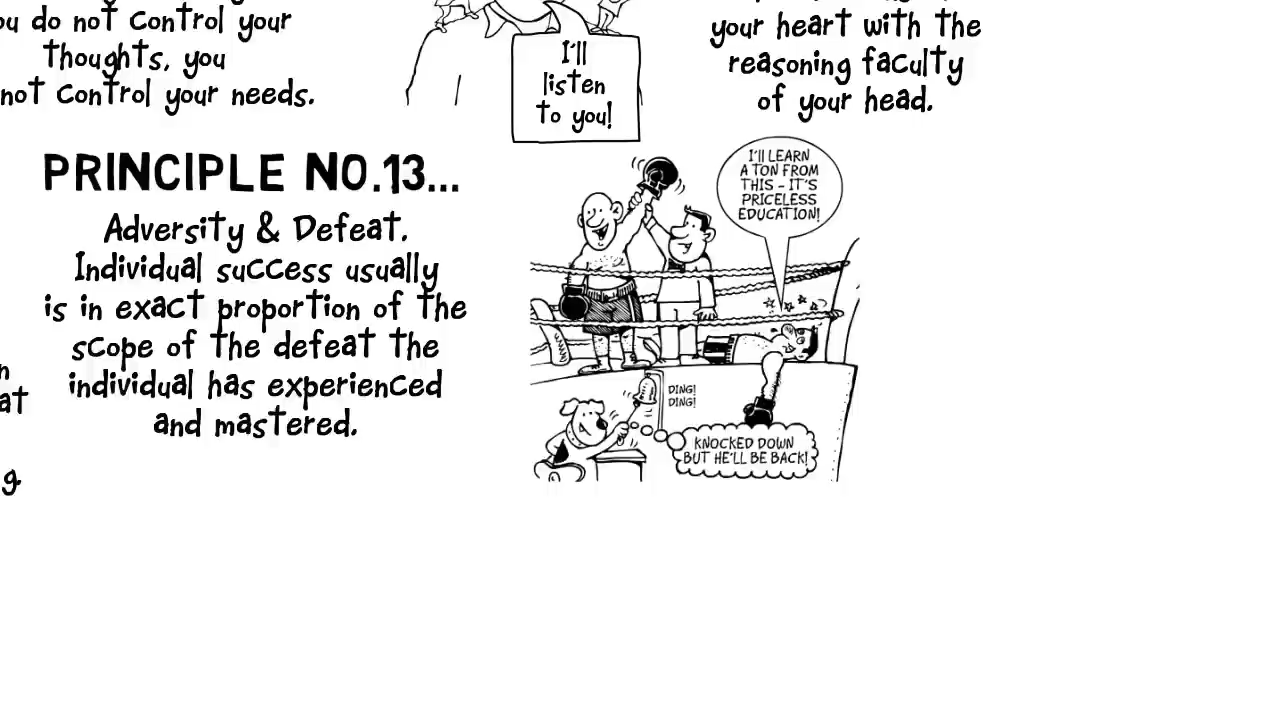 you do not control your
thoughts, you
not control your needs.
I'll
listen
to you!
your heart with the
reasoning faculty
of your head.
PRINCIPLE NO.13...
Adversity & Defeat.
Individual success usually
is in exact proportion of the
scope of the defeat the
individual has experienced
and mastered.
I'LL LEARN
A TON FROM
THIS - IT'S
PRICELESS
EDUCATION!
DING!
DING!
KNOCKED DOWN
BUT HE'LL BE BACK!